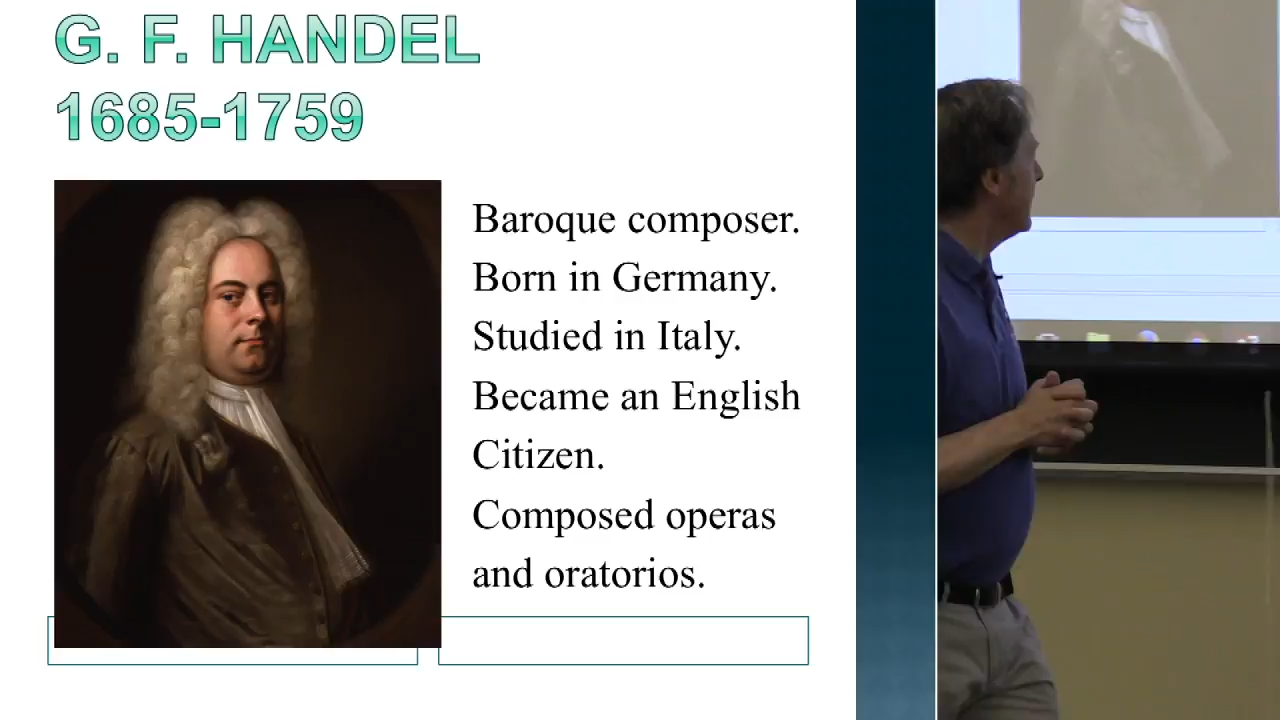 G. F. HANDEL
1685-1759
Baroque composer.
Born in Germany.
Studied in Italy.
Became an English
Citizen.
Composed operas
and oratorios.